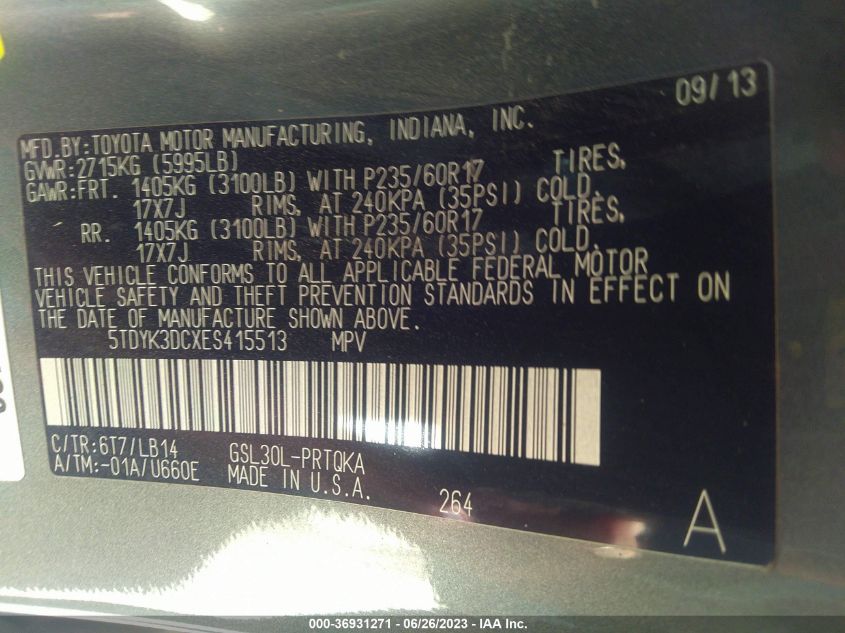 09/13
MFD.BY:TOYOTA MOTOR MANUFACTURING, INDIANA, INC.
GVWR:2715KG (5995LB)
GAWR:FRT. 1405KG (3100LB) WITH P235/60R17 TIRES,
17X7J RIMS, AT 240KPA (35PSI) COLD.
RR. 1405KG (3100LB) WITH P235/60R17 TIRES,
17X7J RIMS, AT 240KPA (35PSI) COLD.
THIS VEHICLE CONFORMS TO ALL APPLICABLE FEDERAL MOTOR
VEHICLE SAFETY AND THEFT PREVENTION STANDARDS IN EFFECT ON
THE DATE OF MANUFACTURE SHOWN ABOVE.
5TDYK3DCXES415513 MPV
C/TR:6T7/LB14 GSL30L-PRTQKA
A/TM:-01A/U660E MADE IN U.S.A.
264
A
000-36931271 - 06/26/2023 - IAA Inc.